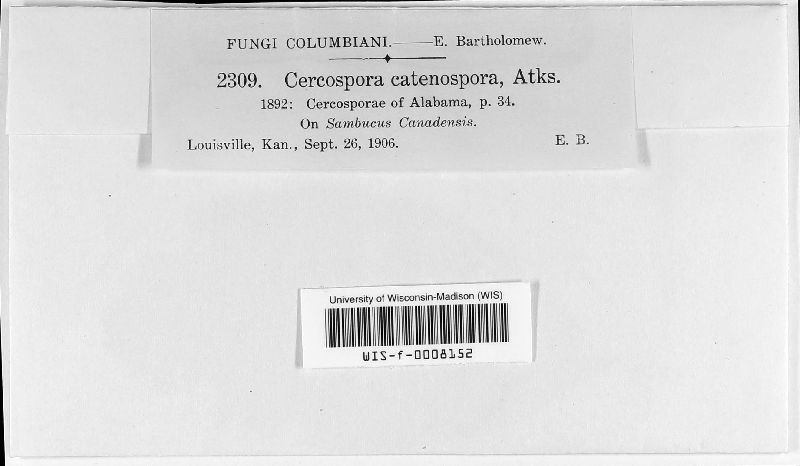 FUNGI COLUMBIANI.——E. Bartholomew.
2309. Cercospora catenospora, Atks.
1892: Cercosporae of Alabama, p. 34.
On Sambucus Canadensis.
Louisville, Kan., Sept. 26, 1906. E. B.
University of Wisconsin-Madison (WIS)
WIS-f-0008152